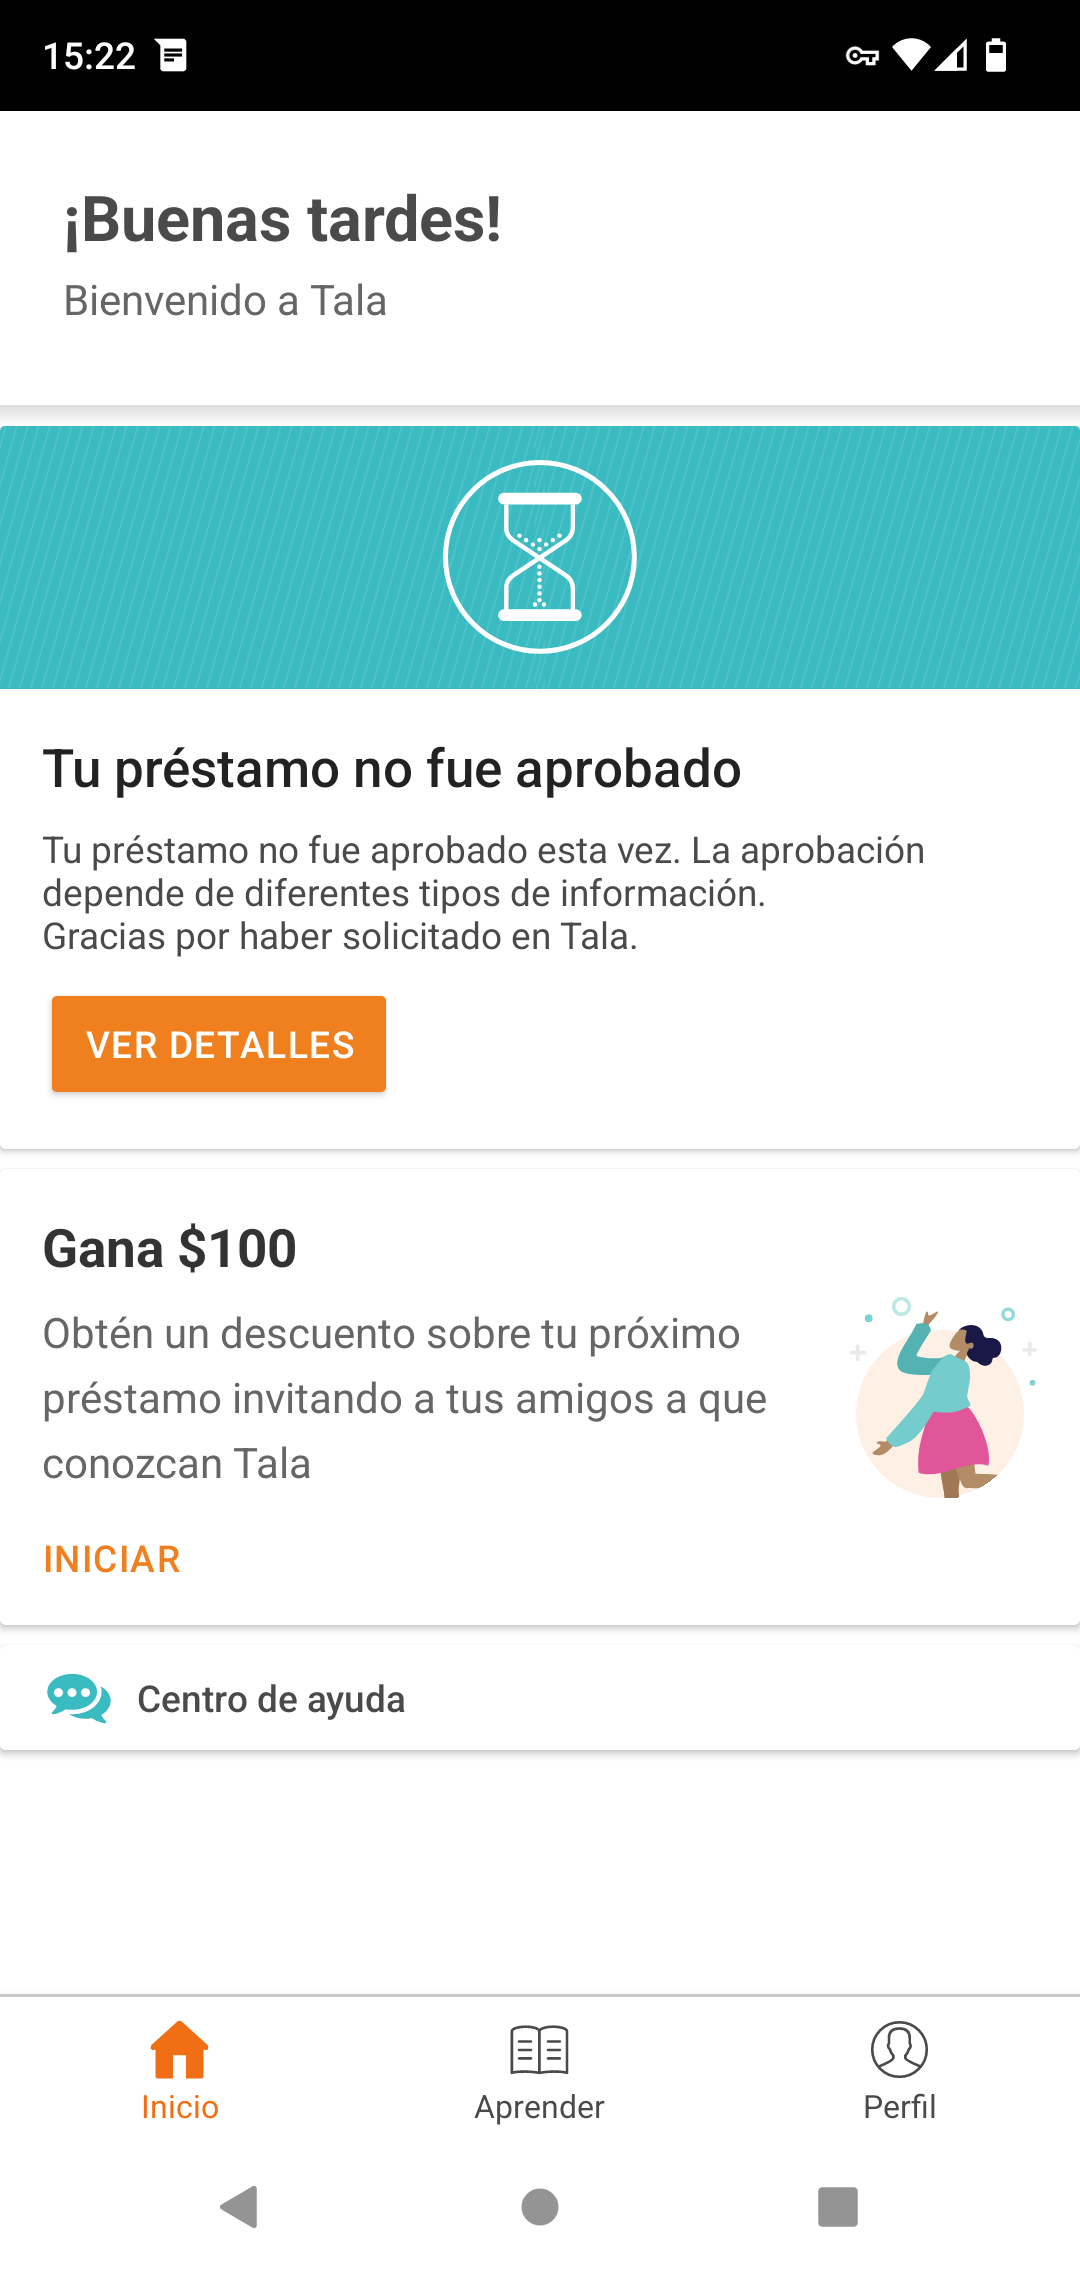 15:22
¡Buenas tardes!
Bienvenido a Tala
Tu préstamo no fue aprobado
Tu préstamo no fue aprobado esta vez. La aprobación
depende de diferentes tipos de información.
Gracias por haber solicitado en Tala.
VER DETALLES
Gana $100
Obtén un descuento sobre tu próximo
préstamo invitando a tus amigos a que
conozcan Tala
INICIAR
Centro de ayuda
Inicio
Aprender
Perfil